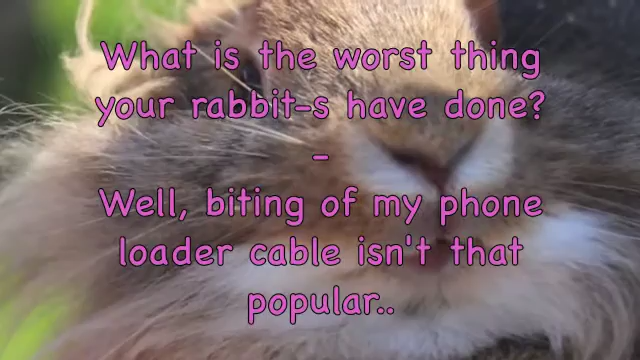 What is the worst thing
your rabbit-s have done?
-
Well, biting of my phone
loader cable isn't that
popular..